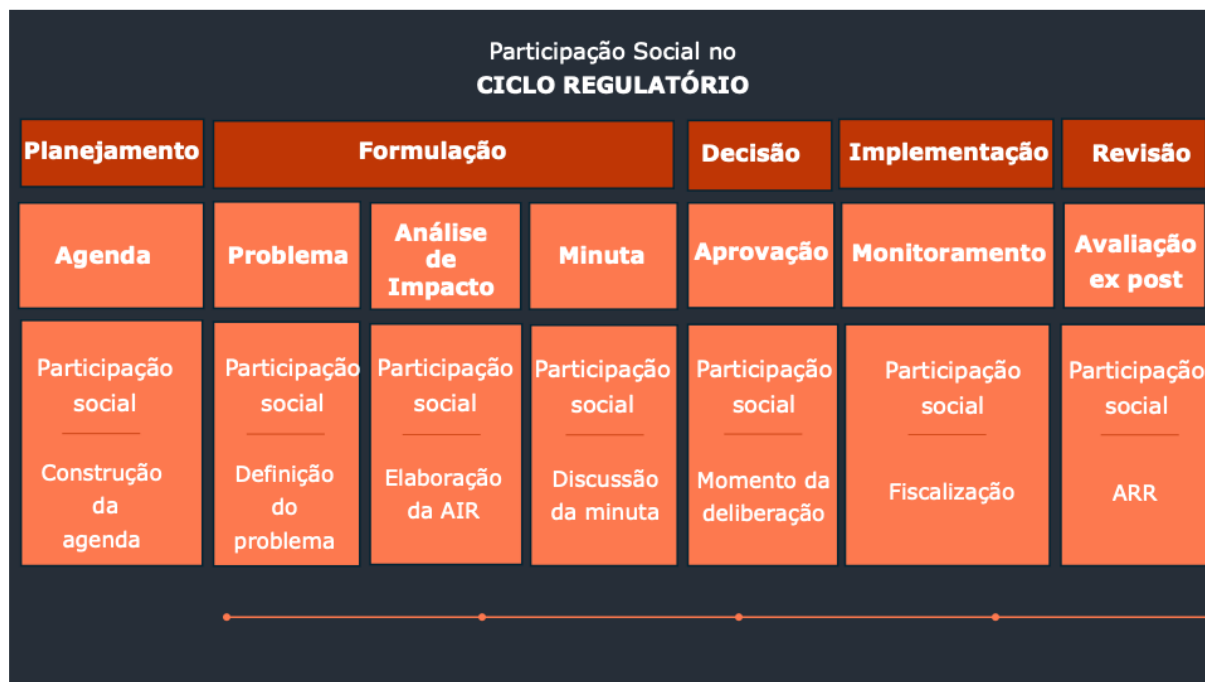 Participação Social no
CICLO REGULATÓRIO
Planejamento
Formulação
Decisão
Implementação
Revisão
Agenda
Problema
Análise
de
Impacto
Minuta
Aprovação
Monitoramento
Avaliação
ex post
Participação
social
Construção
da
agenda
Participação
social
Definição
do
problema
Participação
social
Elaboração
da AIR
Participação
social
Discussão
da minuta
Participação
social
Momento da
deliberação
Participação
social
Fiscalização
Participação
social
ARR